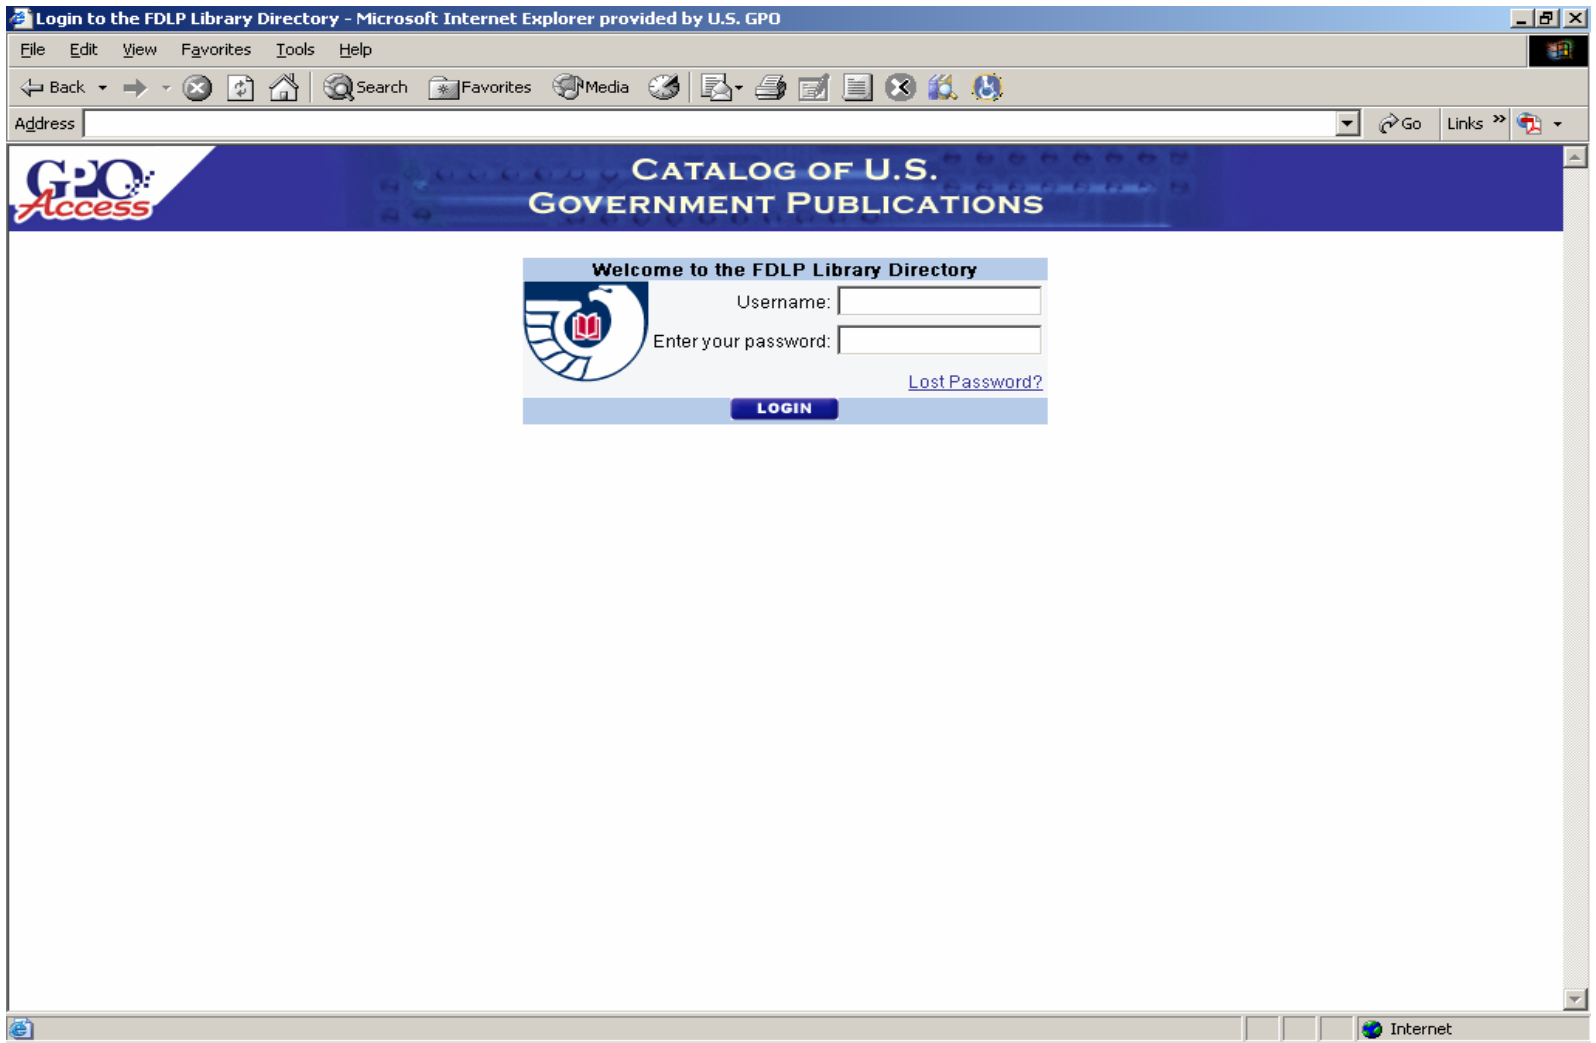 Login to the FDLP Library Directory - Microsoft Internet Explorer provided by U.S. GPO
File Edit View Favorites Tools Help
Back Search Favorites Media
Address Go Links »
GPO Access
CATALOG OF U.S.
GOVERNMENT PUBLICATIONS
Welcome to the FDLP Library Directory
Username:
Enter your password:
Lost Password?
LOGIN
Internet